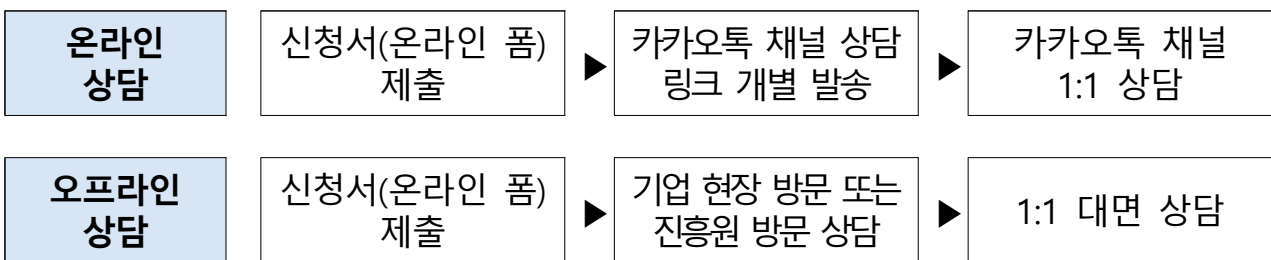 온라인
상담
신청서(온라인 폼)
제출
▶
카카오톡 채널 상담
링크 개별 발송
▶
카카오톡 채널
1:1 상담
오프라인
상담
신청서(온라인 폼)
제출
▶
기업 현장 방문 또는
진흥원 방문 상담
▶
1:1 대면 상담